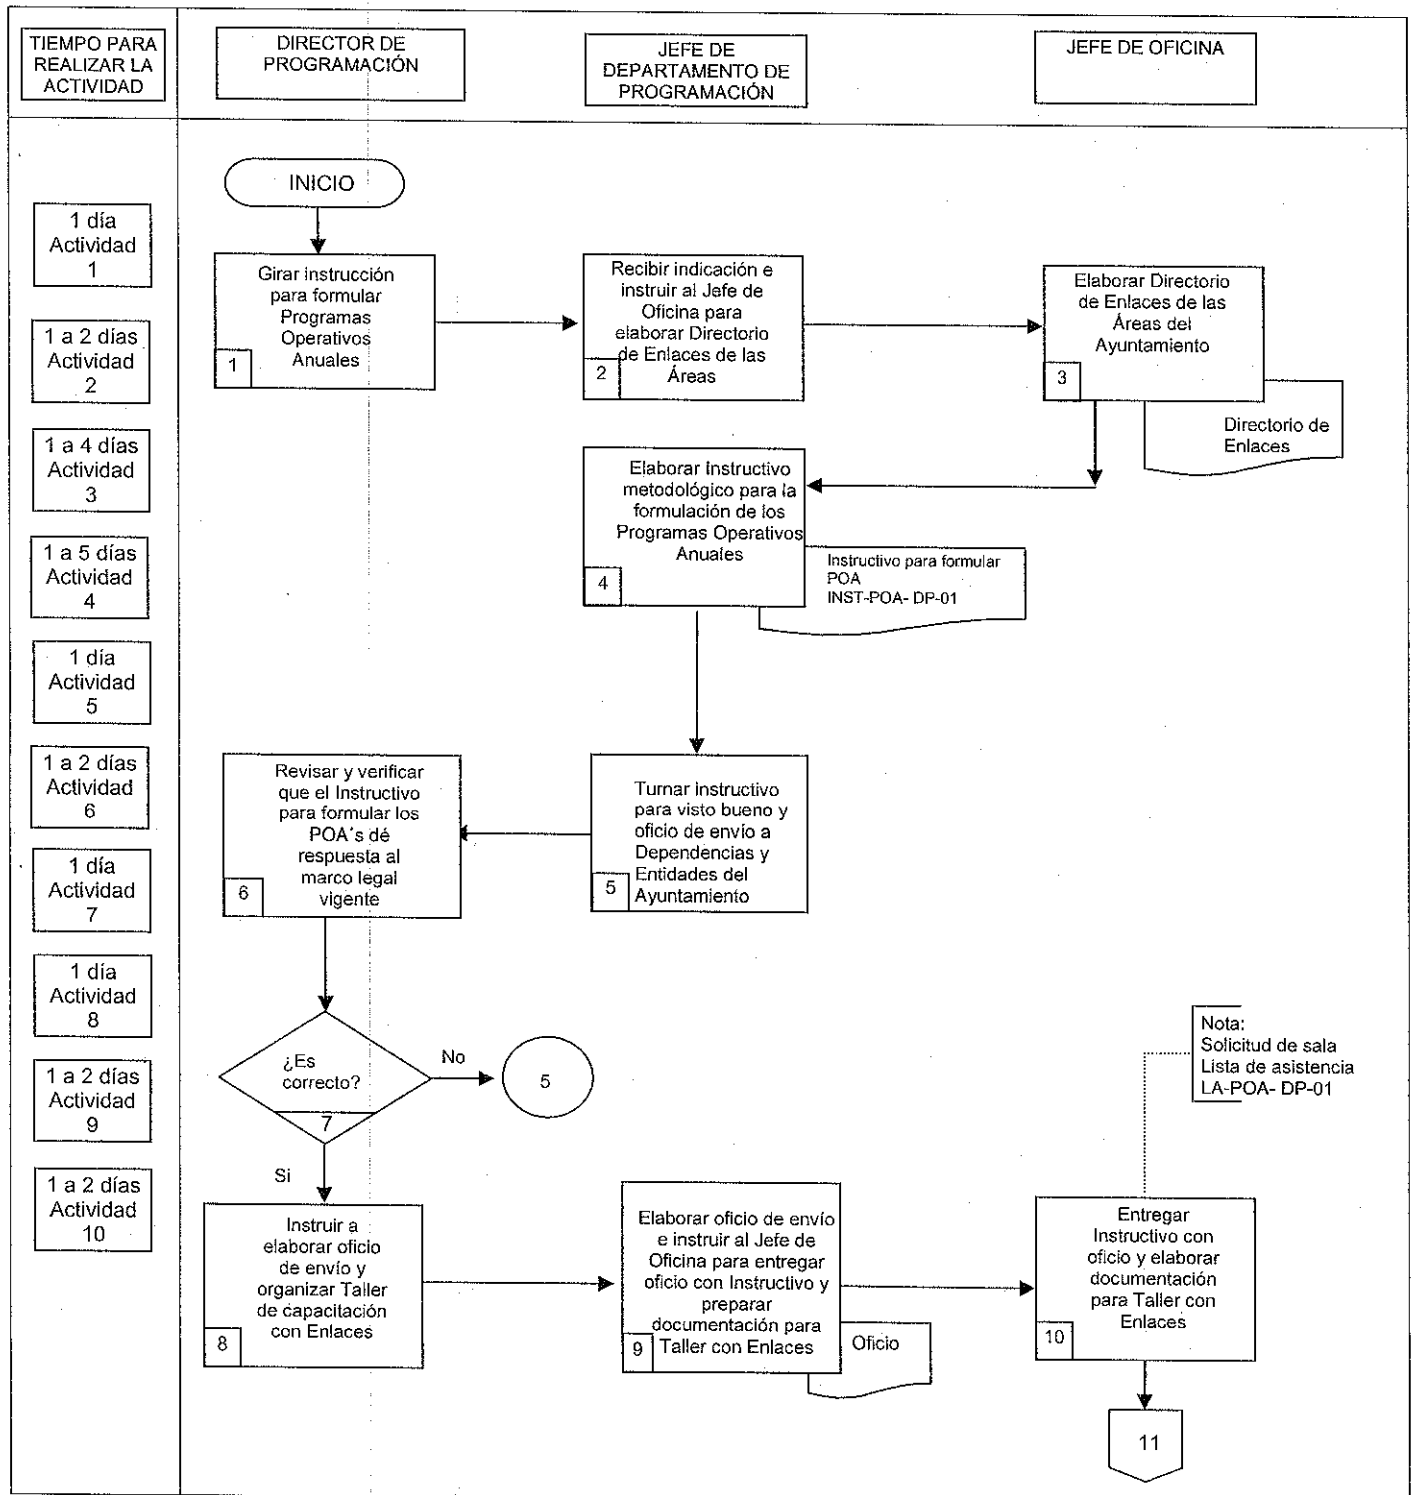 TIEMPO PARA
REALIZAR LA
ACTIVIDAD
DIRECTOR DE
PROGRAMACIÓN
JEFE DE
DEPARTAMENTO DE
PROGRAMACIÓN
JEFE DE OFICINA
1 día
Actividad
1
1 a 2 días
Actividad
2
1 a 4 días
Actividad
3
1 a 5 días
Actividad
4
1 día
Actividad
5
1 a 2 días
Actividad
6
1 día
Actividad
7
1 día
Actividad
8
1 a 2 días
Actividad
9
1 a 2 días
Actividad
10
INICIO
Girar instrucción
para formular
Programas
Operativos
Anuales
1
Recibir indicación e
instruir al Jefe de
Oficina para
elaborar Directorio
de Enlaces de las
Áreas
2
Elaborar Directorio
de Enlaces de las
Áreas del
Ayuntamiento
3
Directorio de
Enlaces
Elaborar Instructivo
metodológico para la
formulación de los
Programas Operativos
Anuales
4
Instructivo para formular
POA
INST-POA- DP-01
Turnar instructivo
para visto bueno y
oficio de envío a
Dependencias y
Entidades del
Ayuntamiento
5
Revisar y verificar
que el Instructivo
para formular los
POA´s dé
respuesta al
marco legal
vigente
6
¿Es
correcto?
7
No
5
Si
Instruir a
elaborar oficio
de envío y
organizar Taller
de capacitación
con Enlaces
8
Elaborar oficio de envío
e instruir al Jefe de
Oficina para entregar
oficio con Instructivo y
preparar
documentación para
Taller con Enlaces
9
Oficio
Nota:
Solicitud de sala
Lista de asistencia
LA-POA- DP-01
Entregar
Instructivo con
oficio y elaborar
documentación
para Taller con
Enlaces
10
11